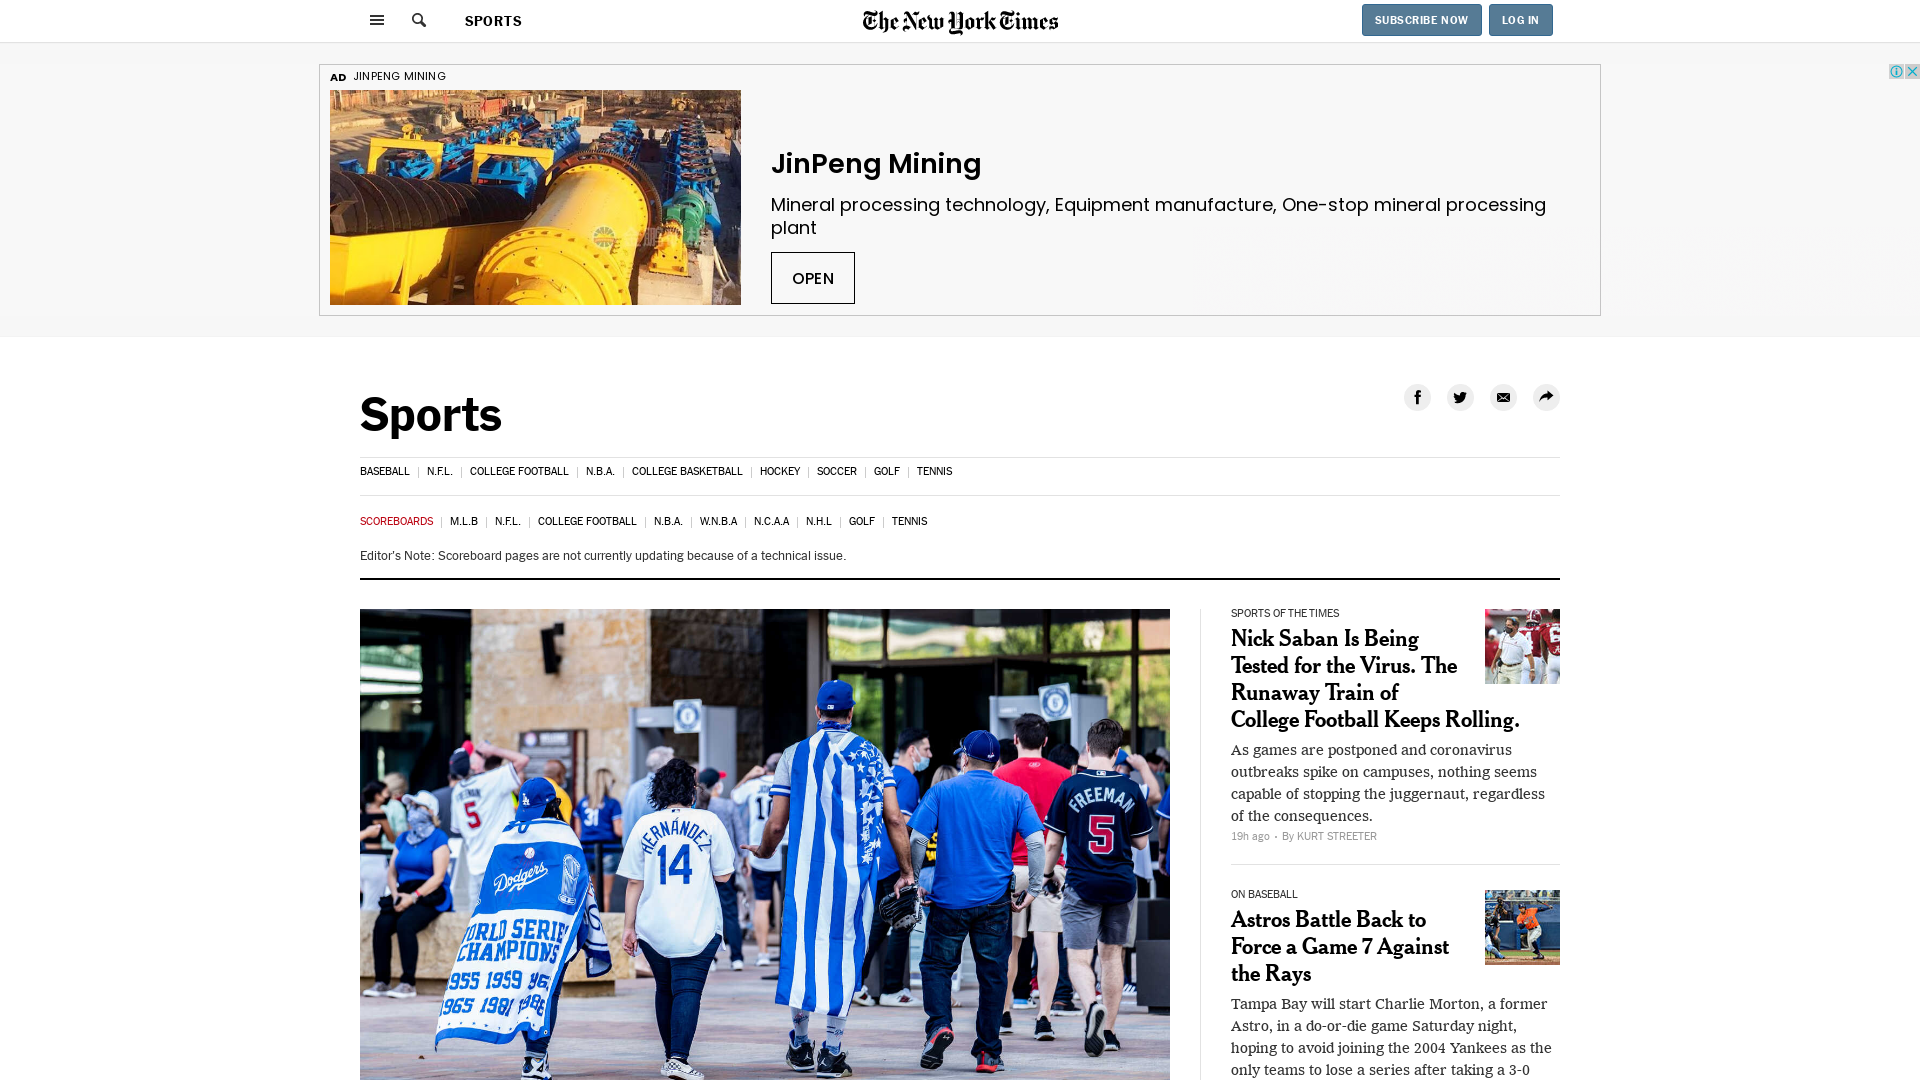 SPORTS
The New York Times
SUBSCRIBE NOW
LOG IN
AD JINPENG MINING
JinPeng Mining
Mineral processing technology, Equipment manufacture, One-stop mineral processing
plant
OPEN
Sports
BASEBALL | N.F.L. | COLLEGE FOOTBALL | N.B.A. | COLLEGE BASKETBALL | HOCKEY | SOCCER | GOLF | TENNIS
SCOREBOARDS | M.L.B | N.F.L. | COLLEGE FOOTBALL | N.B.A. | W.N.B.A | N.C.A.A | N.H.L | GOLF | TENNIS
Editor's Note: Scoreboard pages are not currently updating because of a technical issue.
5
31
HERNÁNDEZ
14
FREEMAN
5
Dodgers
WORLD SERIES
CHAMPIONS
1955 1959 1963
1965 1981 1988
SPORTS OF THE TIMES
Nick Saban Is Being
Tested for the Virus. The
Runaway Train of
College Football Keeps Rolling.
As games are postponed and coronavirus
outbreaks spike on campuses, nothing seems
capable of stopping the juggernaut, regardless
of the consequences.
19h ago • By KURT STREETER
ON BASEBALL
Astros Battle Back to
Force a Game 7 Against
the Rays
Tampa Bay will start Charlie Morton, a former
Astro, in a do-or-die game Saturday night,
hoping to avoid joining the 2004 Yankees as the
only teams to lose a series after taking a 3-0